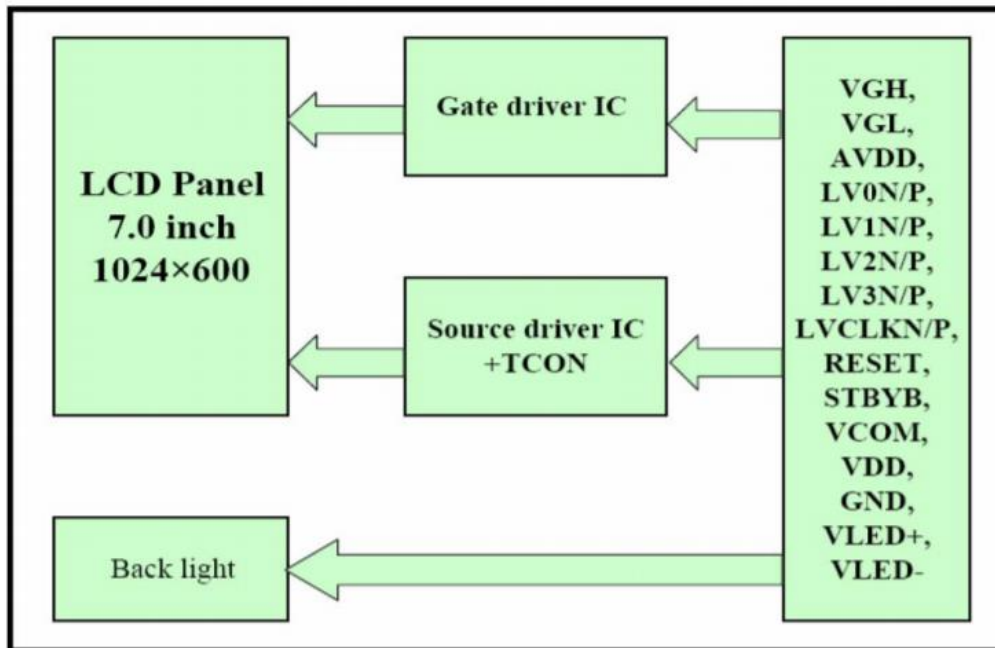 LCD Panel
7.0 inch
1024×600
Gate driver IC
Source driver IC
+TCON
Back light
VGH,
VGL,
AVDD,
LV0N/P,
LV1N/P,
LV2N/P,
LV3N/P,
LVCLKN/P,
RESET,
STBYB,
VCOM,
VDD,
GND,
VLED+,
VLED-